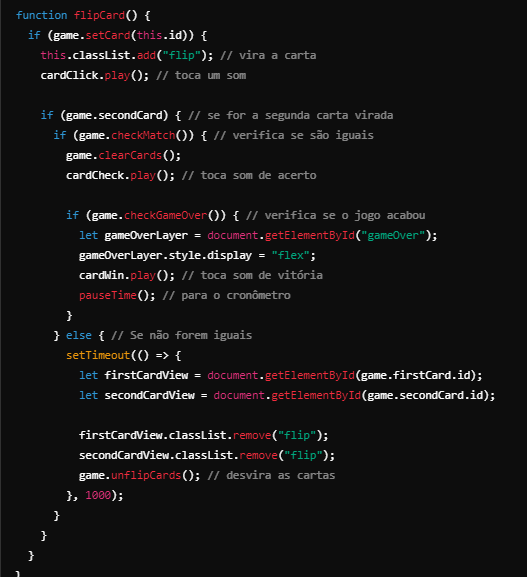 function flipCard() {
if (game.setCard(this.id)) {
this.classList.add("flip"); // vira a carta
cardClick.play(); // toca um som
if (game.secondCard) { // se for a segunda carta virada
if (game.checkMatch()) { // verifica se são iguais
game.clearCards();
cardCheck.play(); // toca som de acerto
if (game.checkGameOver()) { // verifica se o jogo acabou
let gameOverLayer = document.getElementById("gameOver");
gameOverLayer.style.display = "flex";
cardWin.play(); // toca som de vitória
pauseTime(); // para o cronômetro
}
} else { // Se não forem iguais
setTimeout(() => {
let firstCardView = document.getElementById(game.firstCard.id);
let secondCardView = document.getElementById(game.secondCard.id);
firstCardView.classList.remove("flip");
secondCardView.classList.remove("flip");
game.unflipCards(); // desvira as cartas
}, 1000);
}
}
}
}